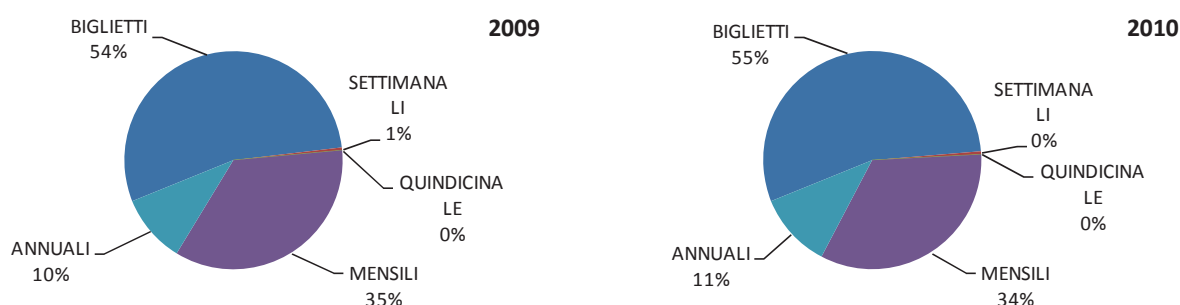 2009
BIGLIETTI
54%
SETTIMANA
LI
1%
QUINDICINA
LE
0%
MENSILI
35%
ANNUALI
10%
2010
BIGLIETTI
55%
SETTIMANA
LI
0%
QUINDICINA
LE
0%
MENSILI
34%
ANNUALI
11%